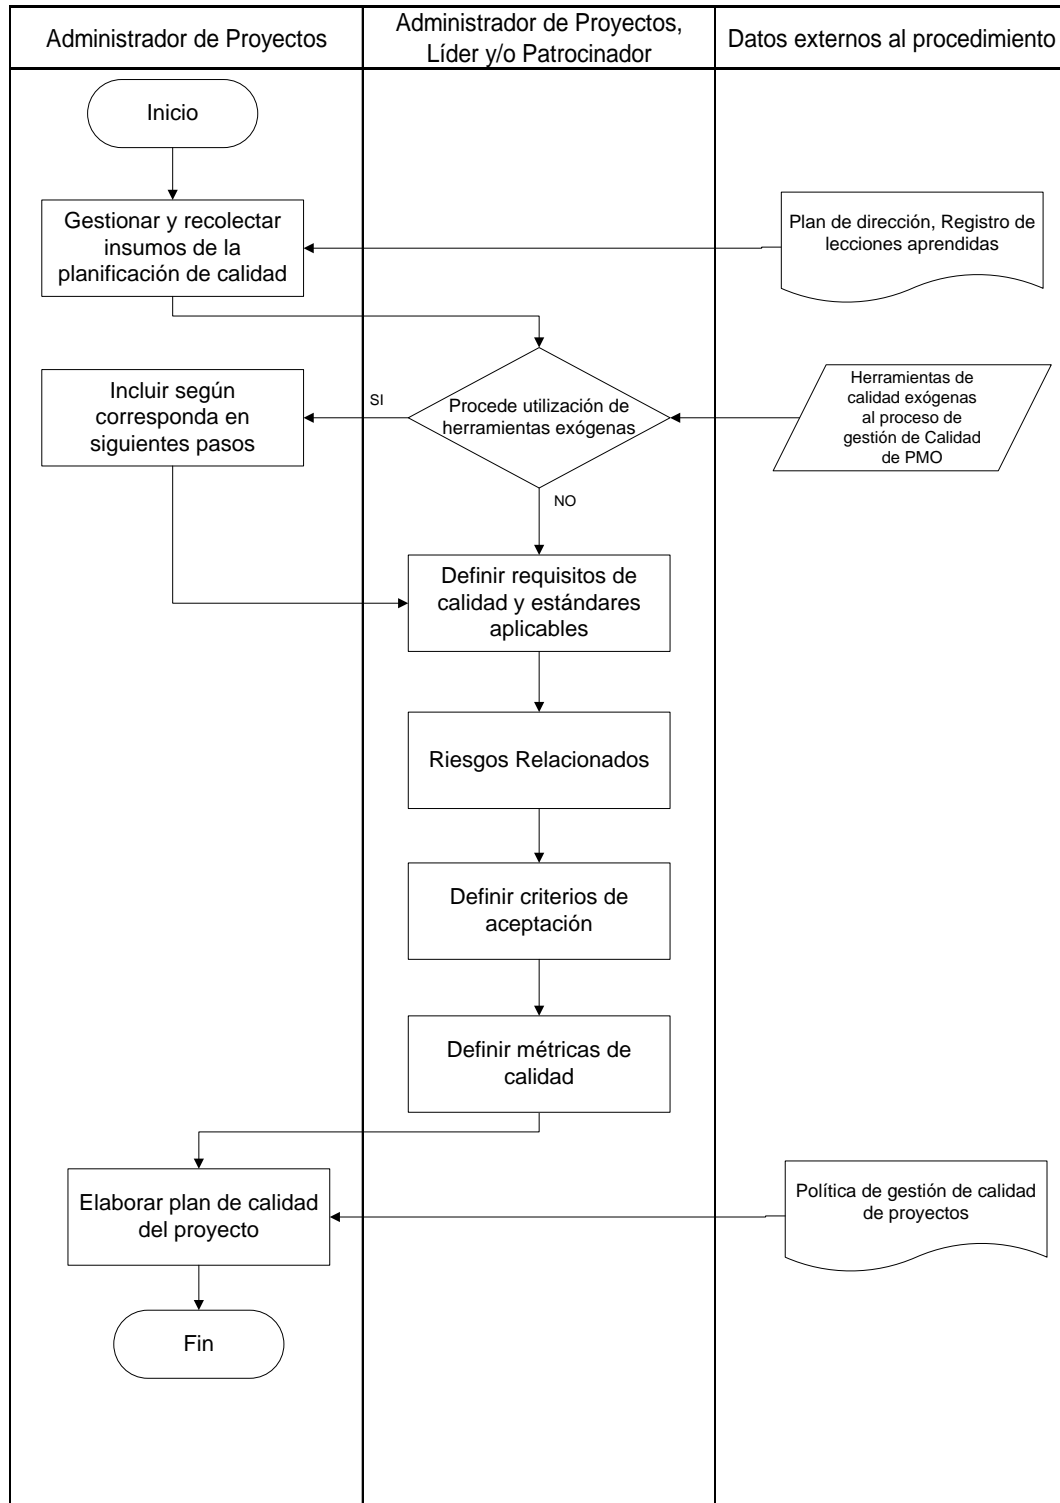 Administrador de Proyectos
Administrador de Proyectos,
Líder y/o Patrocinador
Datos externos al procedimiento
Inicio
Gestionar y recolectar
insumos de la
planificación de calidad
Plan de dirección, Registro de
lecciones aprendidas
Incluir según
corresponda en
siguientes pasos
SI
Procede utilización de
herramientas exógenas
Herramientas de
calidad exógenas
al proceso de
gestión de Calidad
de PMO
NO
Definir requisitos de
calidad y estándares
aplicables
Riesgos Relacionados
Definir criterios de
aceptación
Definir métricas de
calidad
Elaborar plan de calidad
del proyecto
Política de gestión de calidad
de proyectos
Fin